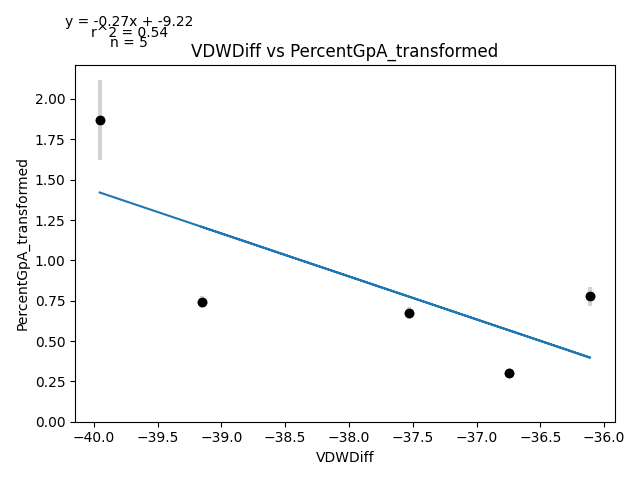 y = -0.27x + -9.22
r^2 = 0.54
n = 5
VDWDiff vs PercentGpA_transformed
PercentGpA_transformed
2.00
1.75
1.50
1.25
1.00
0.75
0.50
0.25
0.00
−40.0 −39.5 −39.0 −38.5 −38.0 −37.5 −37.0 −36.5 −36.0
VDWDiff